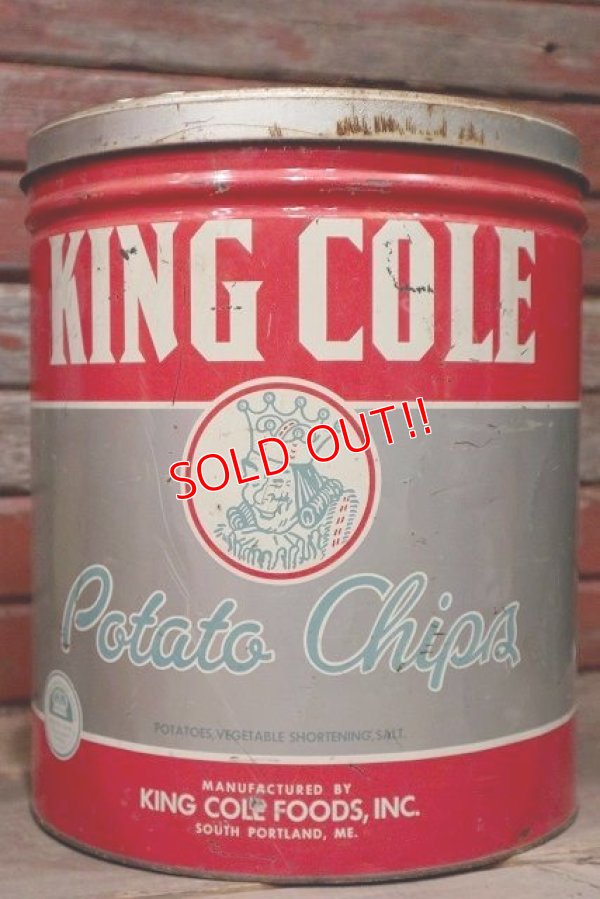 KING COLE
SOLD OUT!!
Potato Chips
POTATOES, VEGETABLE SHORTENING, SALT.
MANUFACTURED BY
KING COLE FOODS, INC.
SOUTH PORTLAND, ME.